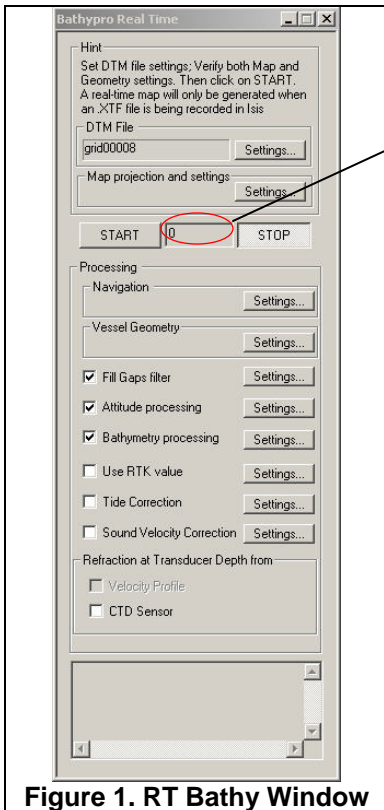 Bathypro Real Time
Hint
Set DTM file settings; Verify both Map and
Geometry settings. Then click on START.
A real-time map will only be generated when
an .XTF file is being recorded in Isis
DTM File
grid00008
Settings...
Map projection and settings
Settings...
START
0
STOP
Processing
Navigation
Settings...
Vessel Geometry
Settings...
Fill Gaps filter
Settings...
Attitude processing
Settings...
Bathymetry processing
Settings...
Use RTK value
Settings...
Tide Correction
Settings...
Sound Velocity Correction
Settings...
Refraction at Transducer Depth from
Velocity Profile
CTD Sensor
Figure 1. RT Bathy Window